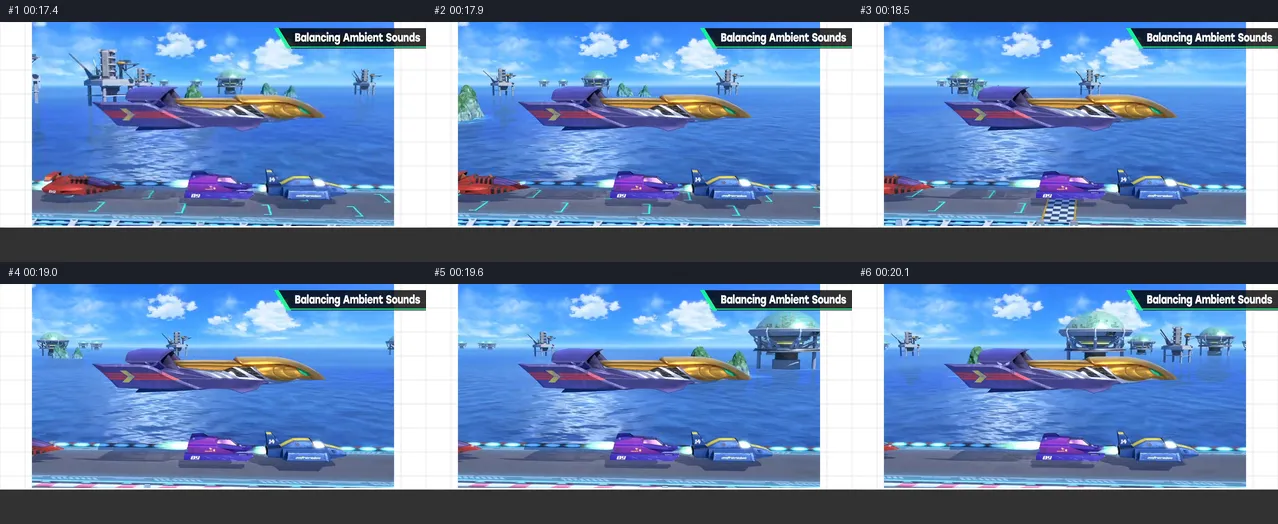 #1 00:17.4
#2 00:17.9
#3 00:18.5
Balancing Ambient Sounds
Balancing Ambient Sounds
Balancing Ambient Sounds
#4 00:19.0
#5 00:19.6
#6 00:20.1
Balancing Ambient Sounds
Balancing Ambient Sounds
Balancing Ambient Sounds